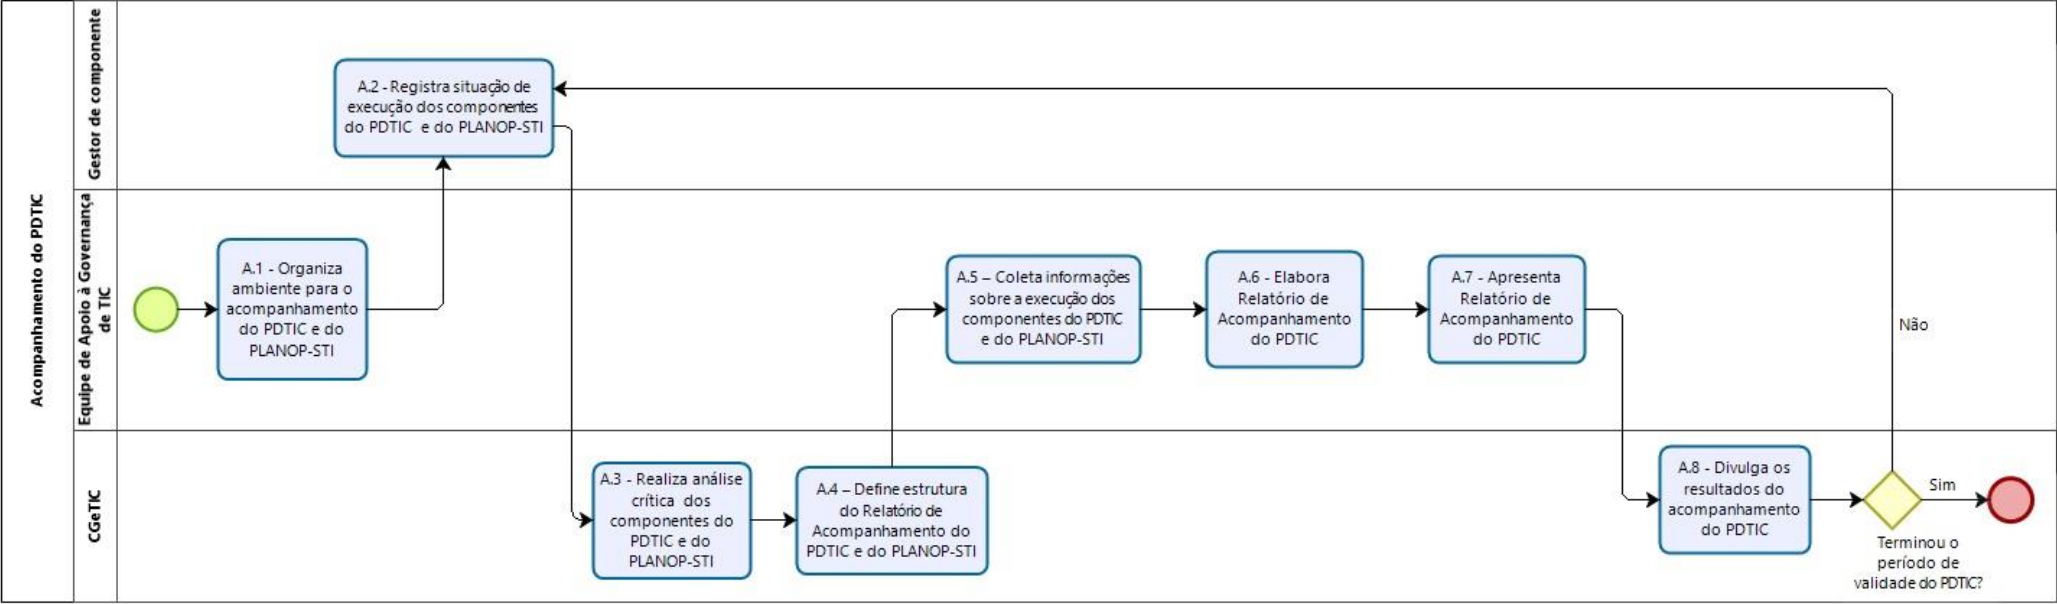 Acompanhamento do PDTIC
Gestor de componente
A.2 - Registra situação de
execução dos componentes
do PDTIC e do PLANOP-STI
Equipe de Apoio à Governança
de TIC
A.1 - Organiza
ambiente para o
acompanhamento
do PDTIC e do
PLANOP-STI
A.5 – Coleta informações
sobre a execução dos
componentes do PDTIC
e do PLANOP-STI
A.6 - Elabora
Relatório de
Acompanhamento
do PDTIC
A.7 - Apresenta
Relatório de
Acompanhamento
do PDTIC
Não
CGeTIC
A.3 - Realiza análise
crítica dos
componentes do
PDTIC e do
PLANOP-STI
A.4 – Define estrutura
do Relatório de
Acompanhamento do
PDTIC e do PLANOP-STI
A.8 - Divulga os
resultados do
acompanhamento
do PDTIC
Sim
Terminou o
período de
validade do PDTIC?